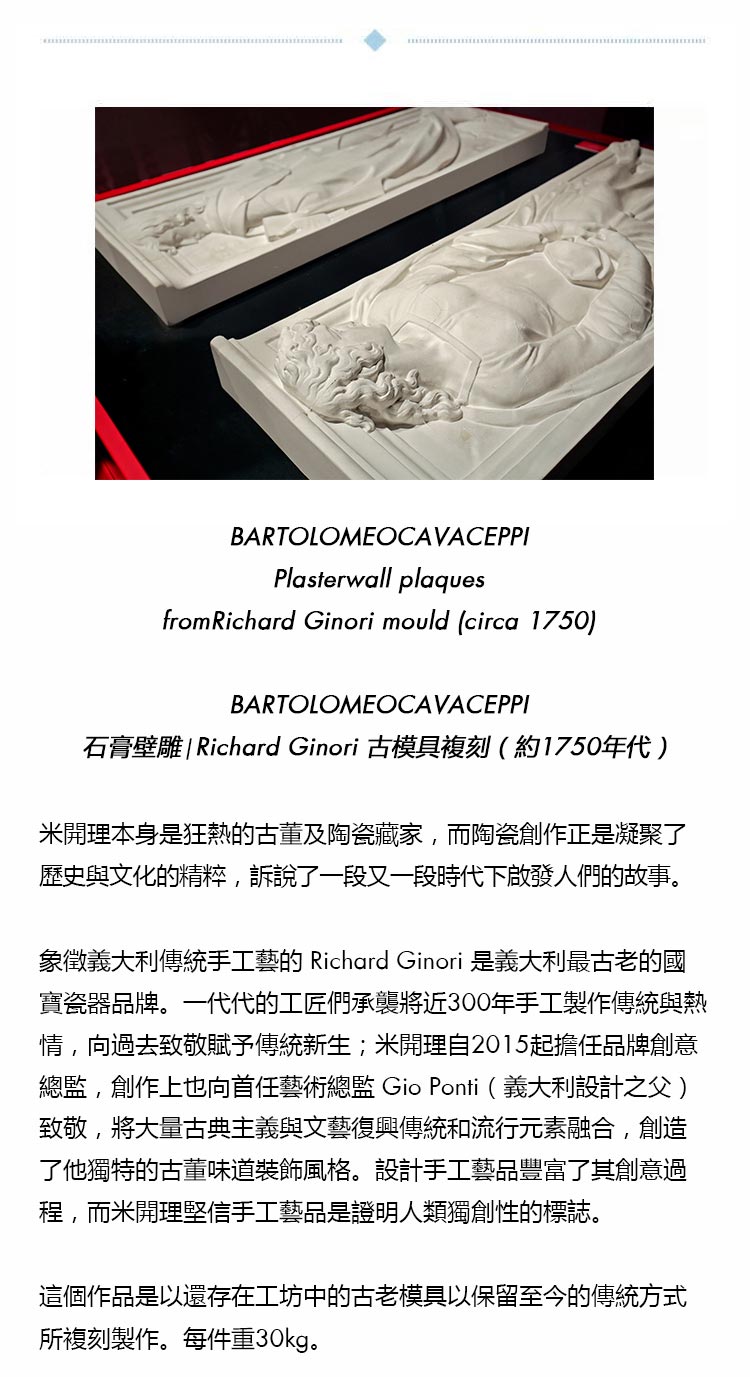 BARTOLOMEOCAVACEPPI
Plasterwall plaques
fromRichard Ginori mould (circa 1750)
BARTOLOMEOCAVACEPPI
石膏壁雕|Richard Ginori 古模具複刻（約1750年代）
米開理本身是狂熱的古董及陶瓷藏家，而陶瓷創作正是凝聚了
歷史與文化的精粹，訴說了一段又一段時代下啟發人們的故事。
象徵義大利傳統手工藝的 Richard Ginori 是義大利最古老的國
寶瓷器品牌。一代代的工匠們承襲將近300年手工製作傳統與熱
情，向過去致敬賦予傳統新生；米開理自2015起擔任品牌創意
總監，創作上也向首任藝術總監 Gio Ponti（義大利設計之父）
致敬，將大量古典主義與文藝復興傳統和流行元素融合，創造
了他獨特的古董味道裝飾風格。設計手工藝品豐富了其創意過
程，而米開理堅信手工藝品是證明人類獨創性的標誌。
這個作品是以還存在工坊中的古老模具以保留至今的傳統方式
所複刻製作。每件重30kg。